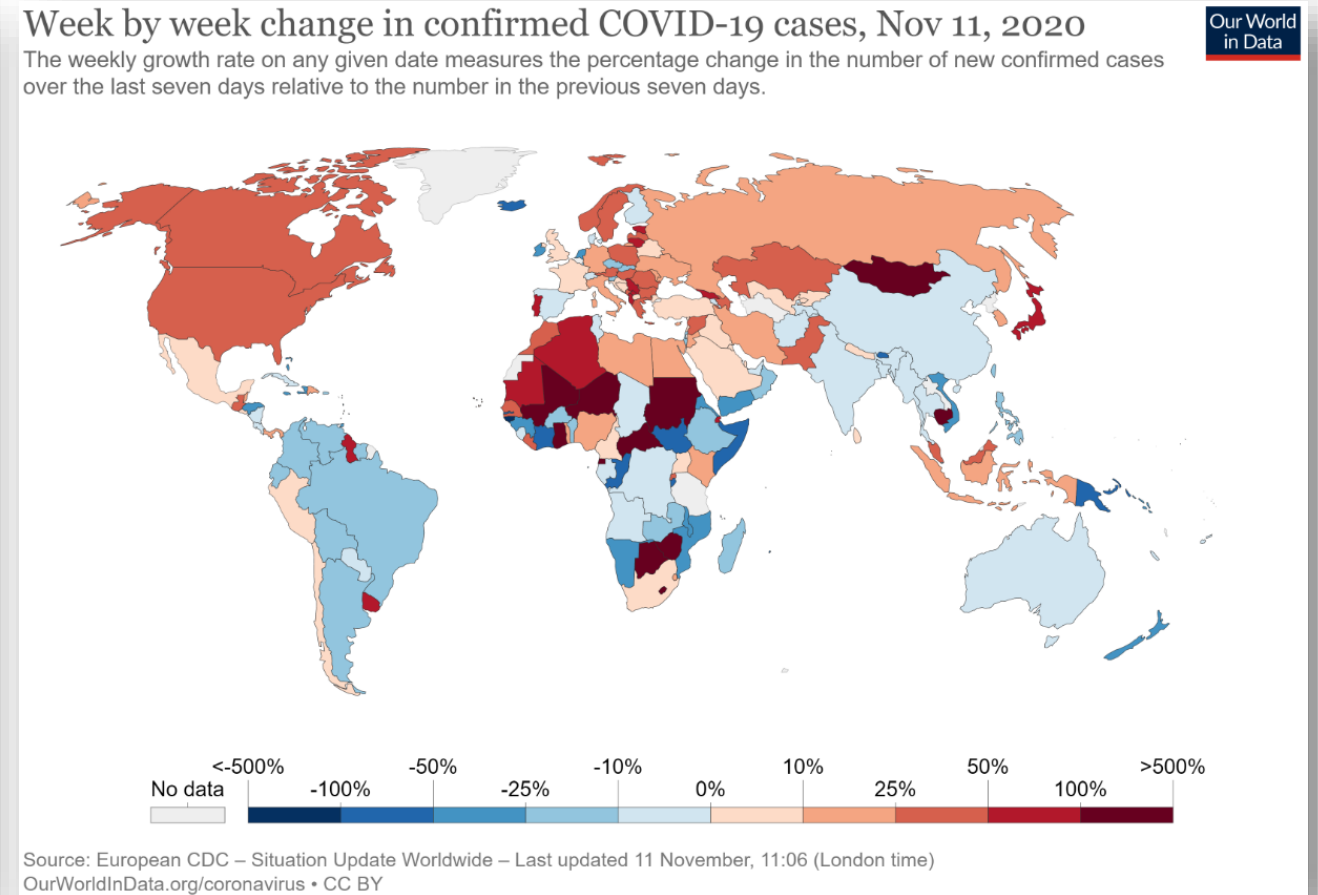 Week by week change in confirmed COVID-19 cases, Nov 11, 2020
Our World
in Data
The weekly growth rate on any given date measures the percentage change in the number of new confirmed cases
over the last seven days relative to the number in the previous seven days.
<-500% -50% -10% 10% 50% >500%
No data -100% -25% 0% 25% 100%
Source: European CDC – Situation Update Worldwide – Last updated 11 November, 11:06 (London time)
OurWorldInData.org/coronavirus • CC BY